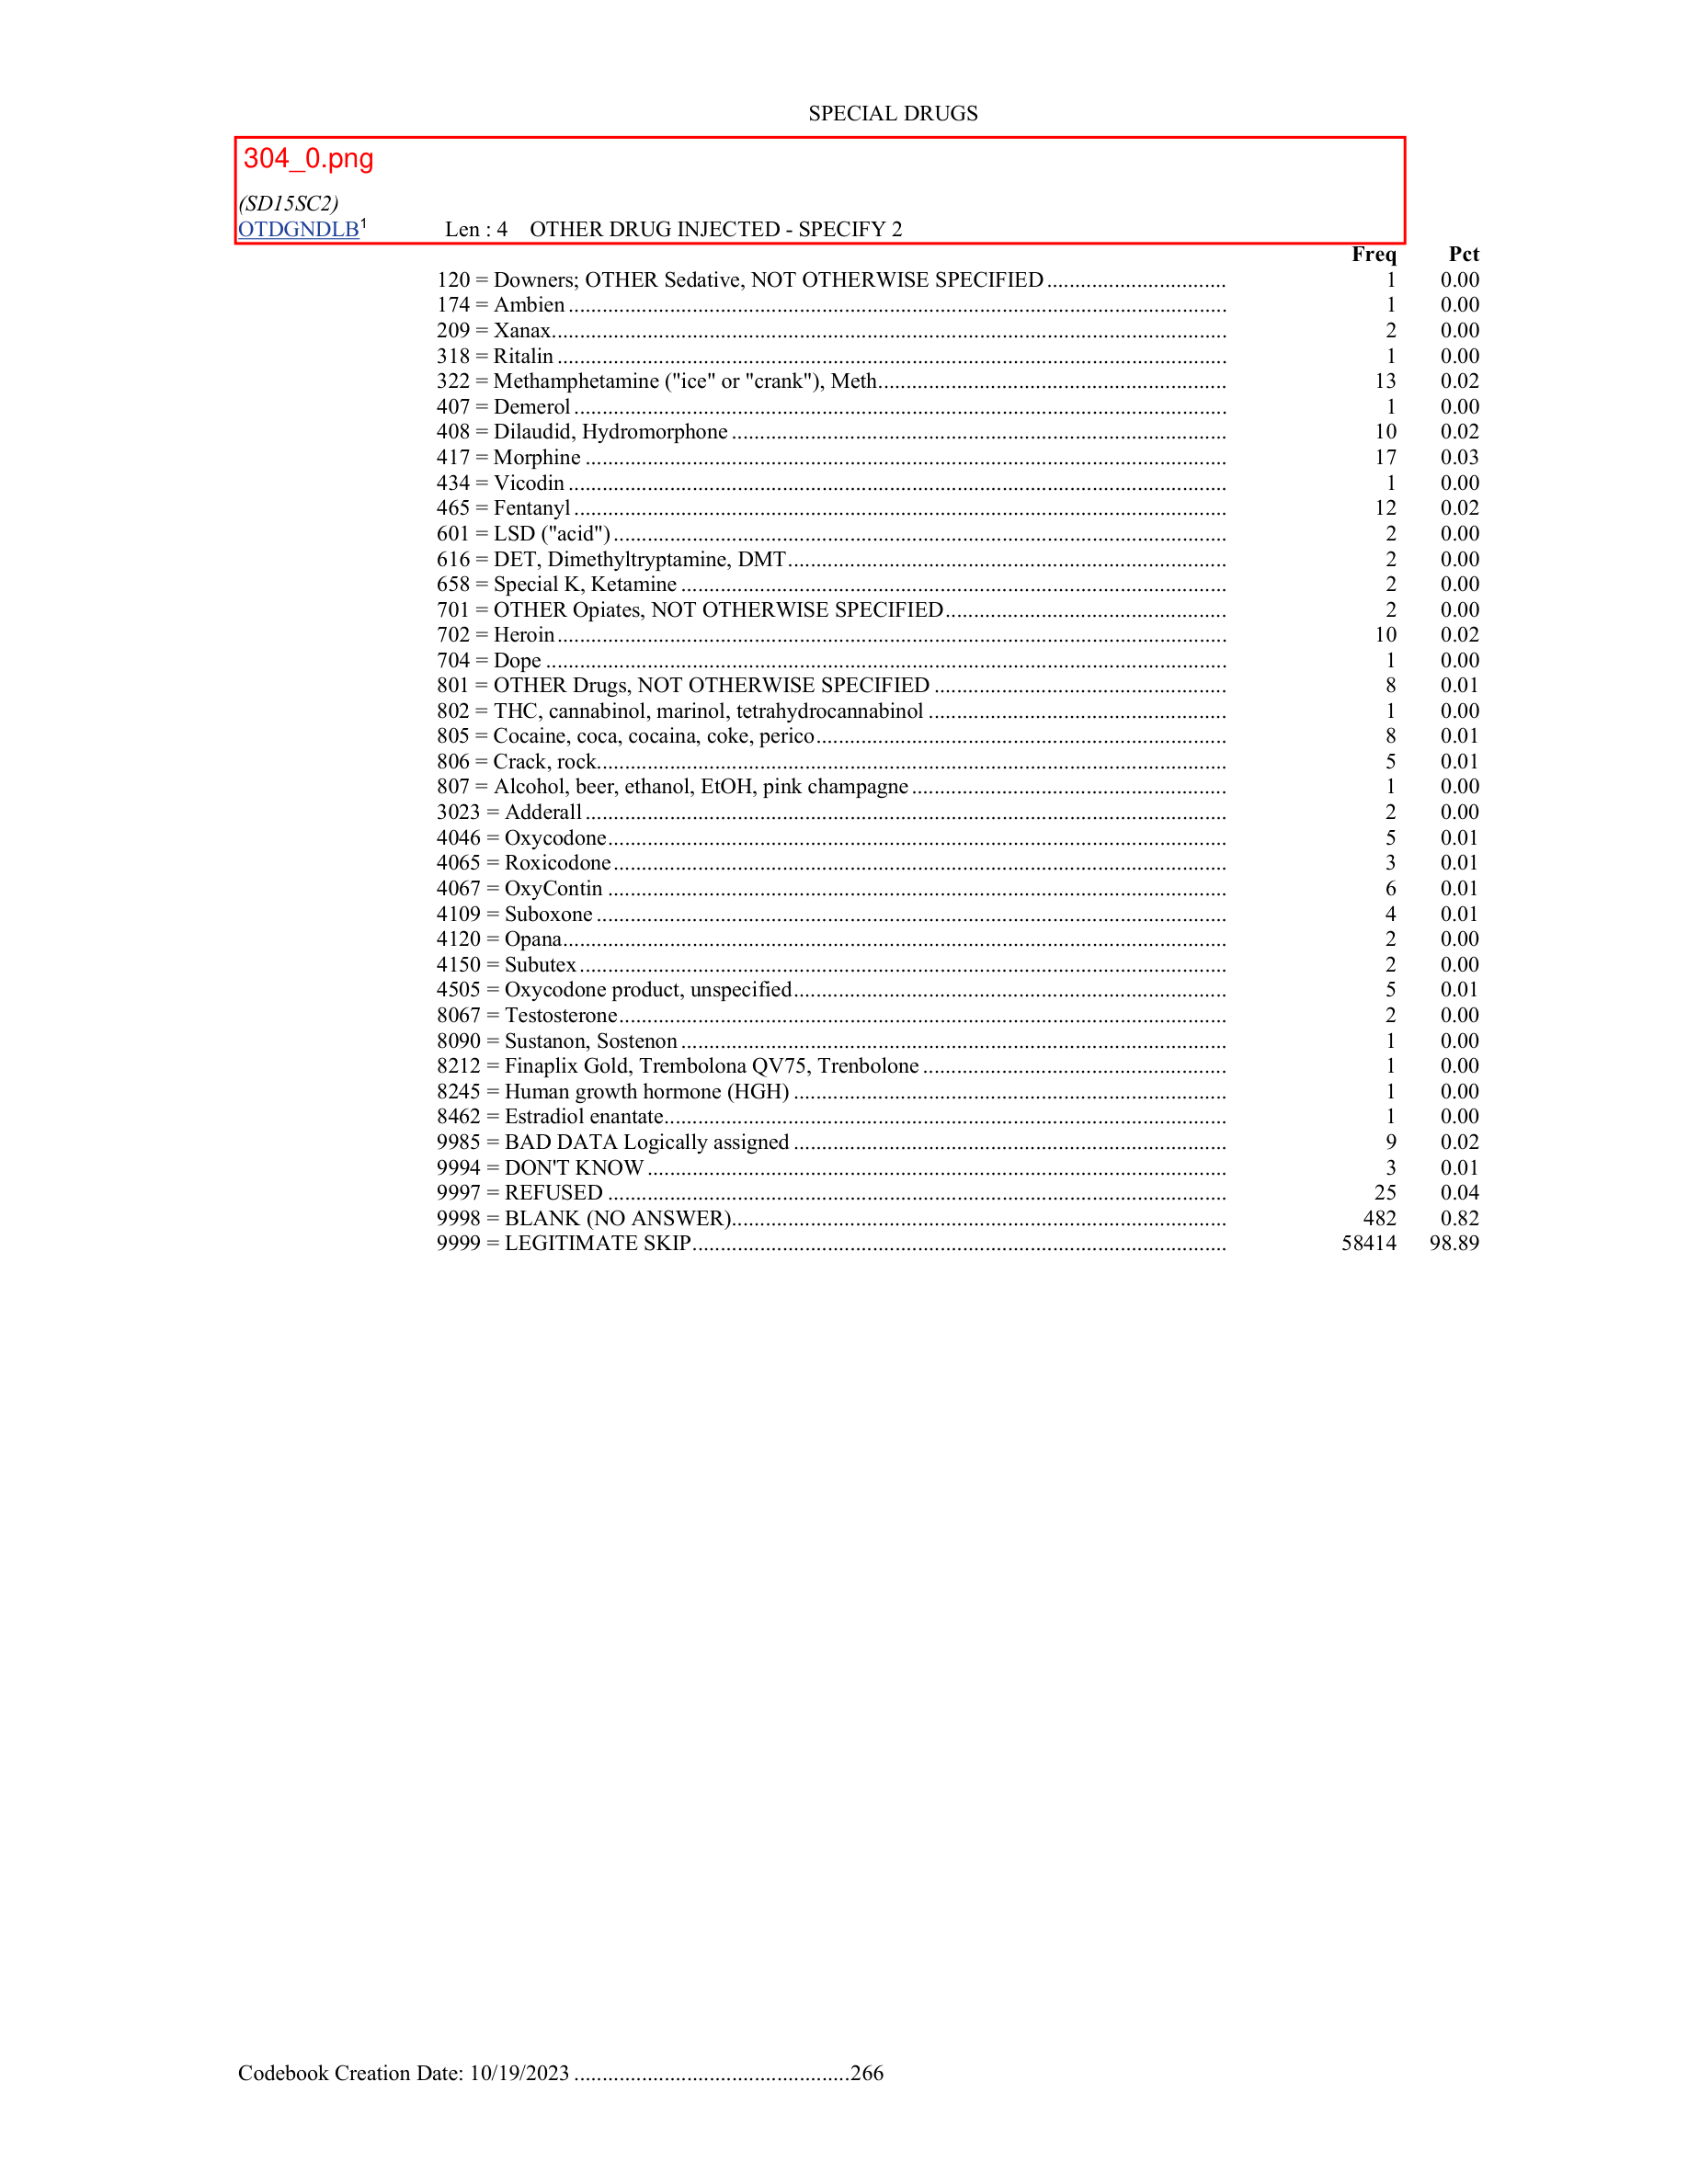 SPECIAL DRUGS
304_0.png
(SD15SC2)
OTDGNDLB¹ Len : 4 OTHER DRUG INJECTED - SPECIFY 2
Freq Pct
120 = Downers; OTHER Sedative, NOT OTHERWISE SPECIFIED ................................ 1 0.00
174 = Ambien ................................ 1 0.00
209 = Xanax................................ 2 0.00
318 = Ritalin ................................ 1 0.00
322 = Methamphetamine ("ice" or "crank"), Meth................................ 13 0.02
407 = Demerol ................................ 1 0.00
408 = Dilaudid, Hydromorphone ................................ 10 0.02
417 = Morphine ................................ 17 0.03
434 = Vicodin ................................ 1 0.00
465 = Fentanyl ................................ 12 0.02
601 = LSD ("acid") ................................ 2 0.00
616 = DET, Dimethyltryptamine, DMT................................ 2 0.00
658 = Special K, Ketamine ................................ 2 0.00
701 = OTHER Opiates, NOT OTHERWISE SPECIFIED................................ 2 0.00
702 = Heroin ................................ 10 0.02
704 = Dope ................................ 1 0.00
801 = OTHER Drugs, NOT OTHERWISE SPECIFIED ................................ 8 0.01
802 = THC, cannabinol, marinol, tetrahydrocannabinol ................................ 1 0.00
805 = Cocaine, coca, cocaina, coke, perico................................ 8 0.01
806 = Crack, rock................................ 5 0.01
807 = Alcohol, beer, ethanol, EtOH, pink champagne ................................ 1 0.00
3023 = Adderall ................................ 2 0.00
4046 = Oxycodone................................ 5 0.01
4065 = Roxicodone ................................ 3 0.01
4067 = OxyContin ................................ 6 0.01
4109 = Suboxone ................................ 4 0.01
4120 = Opana................................ 2 0.00
4150 = Subutex ................................ 2 0.00
4505 = Oxycodone product, unspecified................................ 5 0.01
8067 = Testosterone................................ 2 0.00
8090 = Sustanon, Sostenon ................................ 1 0.00
8212 = Finaplix Gold, Trembolona QV75, Trenbolone ................................ 1 0.00
8245 = Human growth hormone (HGH) ................................ 1 0.00
8462 = Estradiol enantate................................ 1 0.00
9985 = BAD DATA Logically assigned ................................ 9 0.02
9994 = DON'T KNOW ................................ 3 0.01
9997 = REFUSED ................................ 25 0.04
9998 = BLANK (NO ANSWER)................................ 482 0.82
9999 = LEGITIMATE SKIP................................ 58414 98.89
Codebook Creation Date: 10/19/2023 ................................266